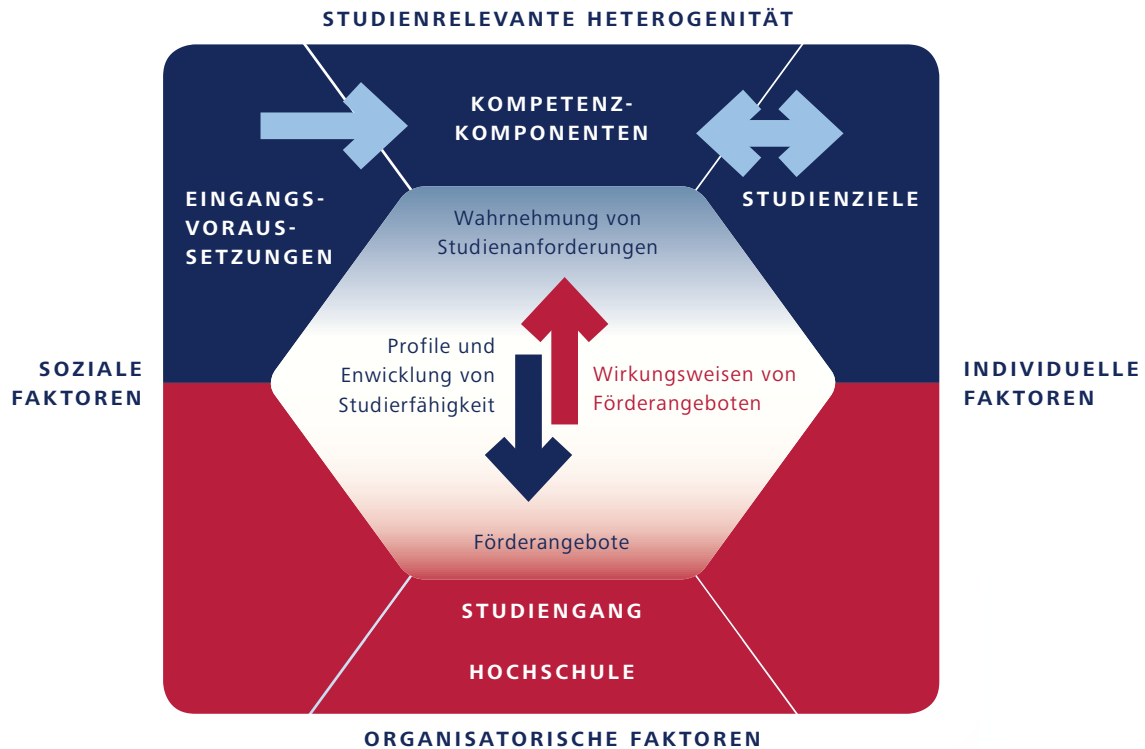 STUDIENRELEVANTE HETEROGENITÄT
KOMPETENZ-
KOMPONENTEN
EINGANGS-
VORAUS-
SETZUNGEN
STUDIENZIELE
Wahrnehmung von
Studienanforderungen
SOZIALE
FAKTOREN
Profile und
Enwicklung von
Studierfähigkeit
Wirkungsweisen von
Förderangeboten
INDIVIDUELLE
FAKTOREN
Förderangebote
STUDIENGANG
HOCHSCHULE
ORGANISATORISCHE FAKTOREN